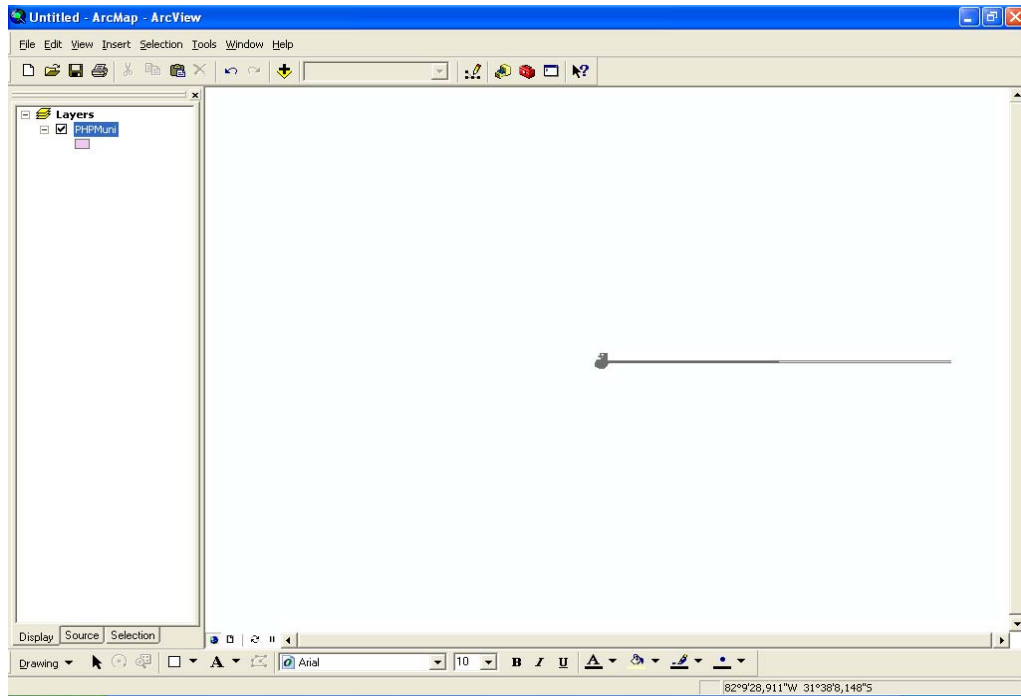 Untitled - ArcMap - ArcView
File Edit View Insert Selection Tools Window Help
Layers
PHPMuni
Display Source Selection
Drawing A Arial 10 B I U A
82°9'28,911"W 31°38'8,148"S